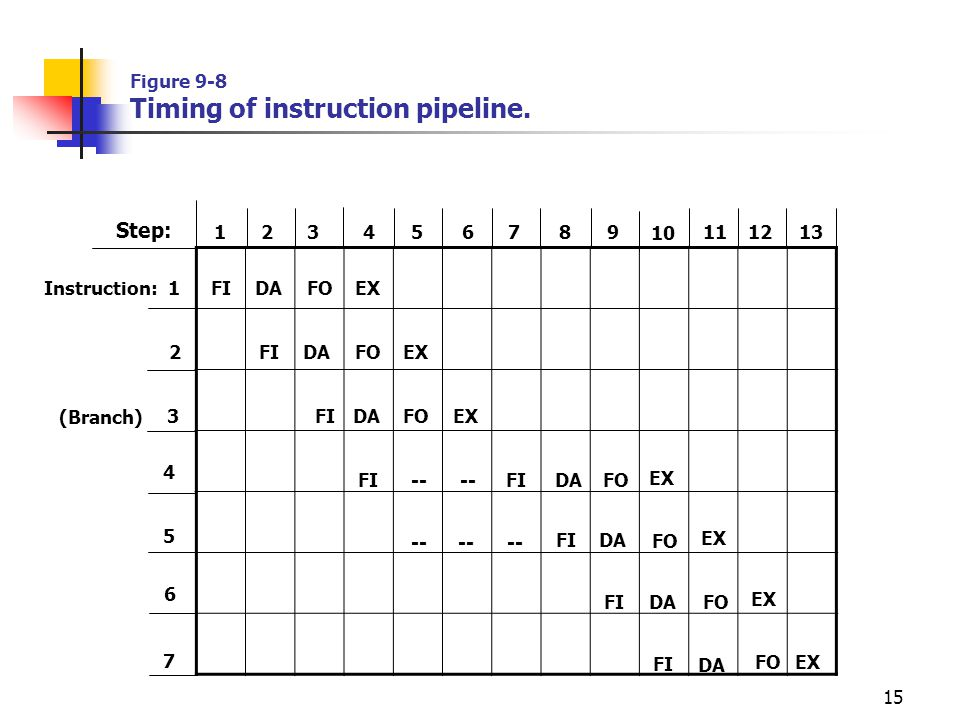 Figure 9-8
Timing of instruction pipeline.
Step: 1 2 3 4 5 6 7 8 9 10 11 12 13
Instruction: 1 FI DA FO EX
2 FI DA FO EX
(Branch) 3 FI DA FO EX
4 FI -- -- FI DA FO EX
5 -- -- -- FI DA FO EX
6 FI DA FO EX
7 FI DA FO EX
15